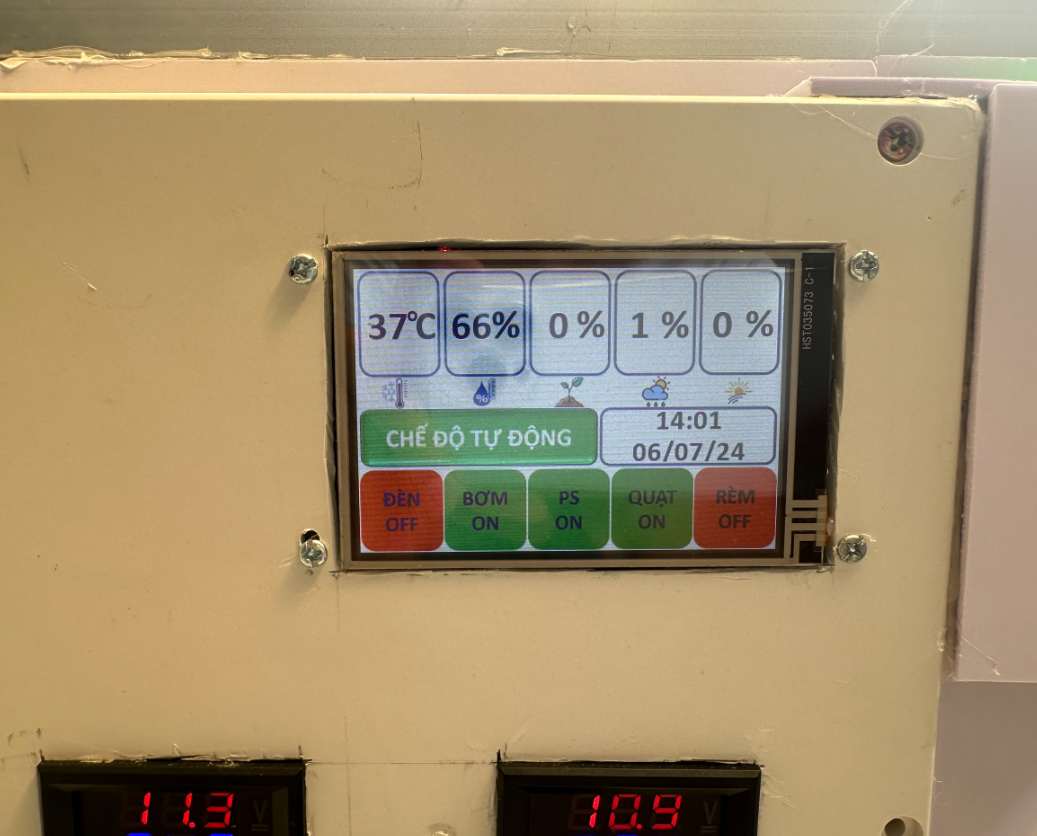 37°C 66% 0 % 1 % 0 %
%
CHẾ ĐỘ TỰ ĐỘNG
14:01
06/07/24
ĐÈN
OFF
BƠM
ON
PS
ON
QUẠT
ON
RÈM
OFF
HST035073 C-1
11.3 V
10.9 V